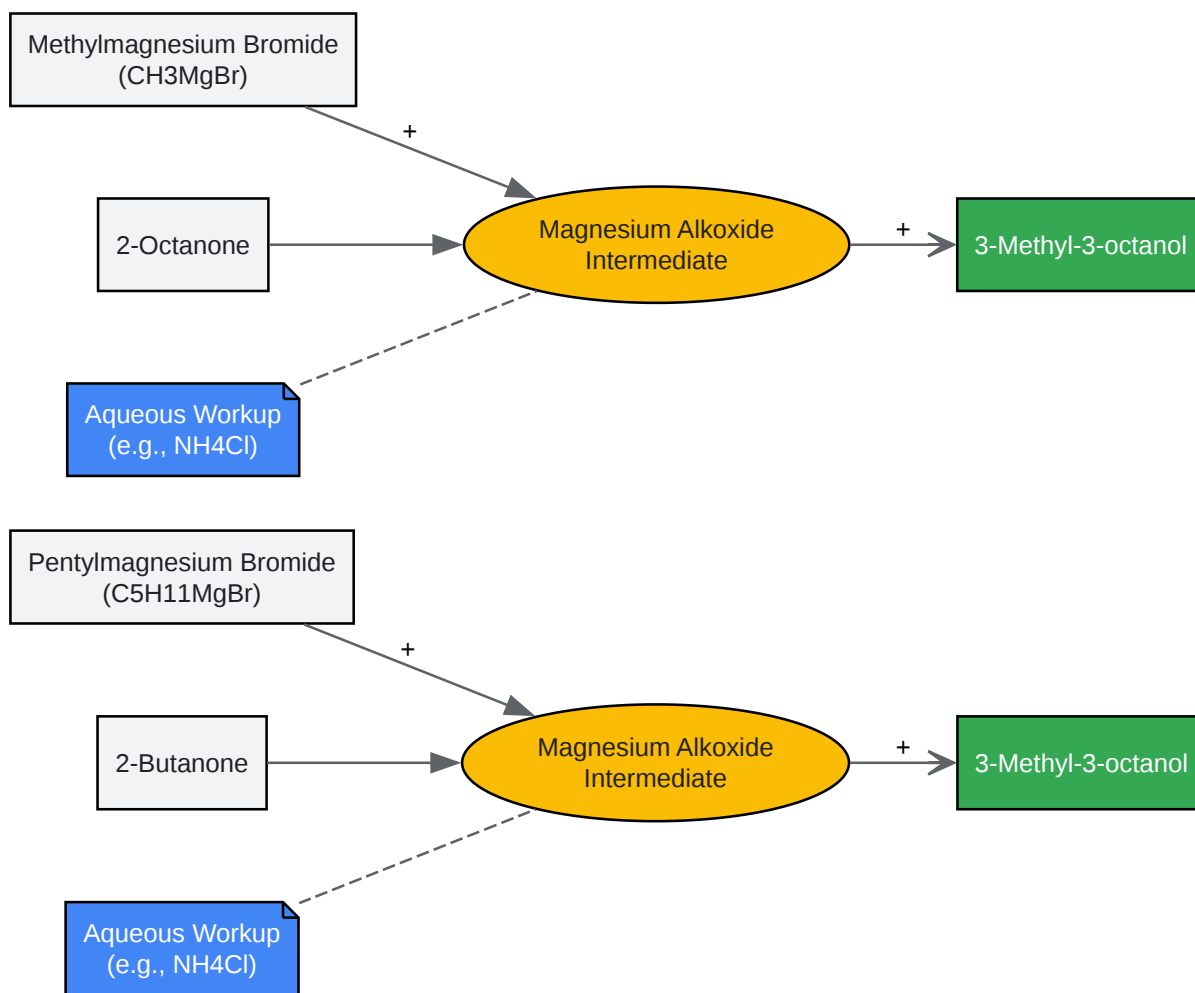 Methylmagnesium Bromide
(CH3MgBr)
+
2-Octanone
Magnesium Alkoxide
Intermediate
+
3-Methyl-3-octanol
Aqueous Workup
(e.g., NH4Cl)
Pentylmagnesium Bromide
(C5H11MgBr)
+
2-Butanone
Magnesium Alkoxide
Intermediate
+
3-Methyl-3-octanol
Aqueous Workup
(e.g., NH4Cl)